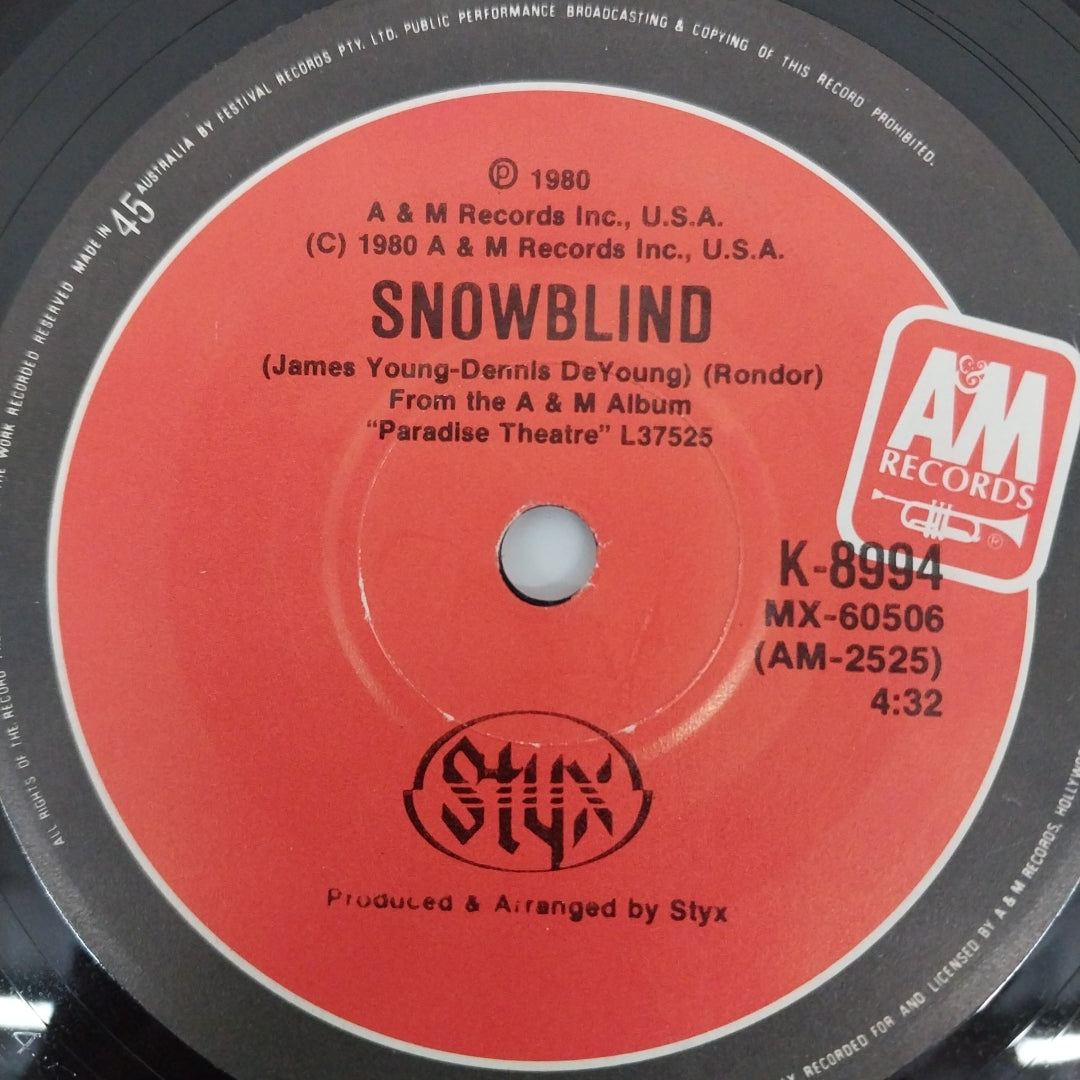 ALL RIGHTS OF THE RECORD
THE WORK RECORDED RESERVED MADE IN AUSTRALIA BY FESTIVAL RECORDS PTY. LTD. PUBLIC PERFORMANCE BROADCASTING & COPYING OF THIS RECORD PROHIBITED.
45
℗ 1980
A & M Records Inc., U.S.A.
(C) 1980 A & M Records Inc., U.S.A.
SNOWBLIND
(James Young-Dennis DeYoung) (Rondor)
From the A & M Album
“Paradise Theatre” L37525
A&M
RECORDS
®
K-8994
MX-60506
(AM-2525)
4:32
Styx
Produced & Arranged by Styx
RECORDED FOR AND LICENSED BY A & M RECORDS, HOLLYWO